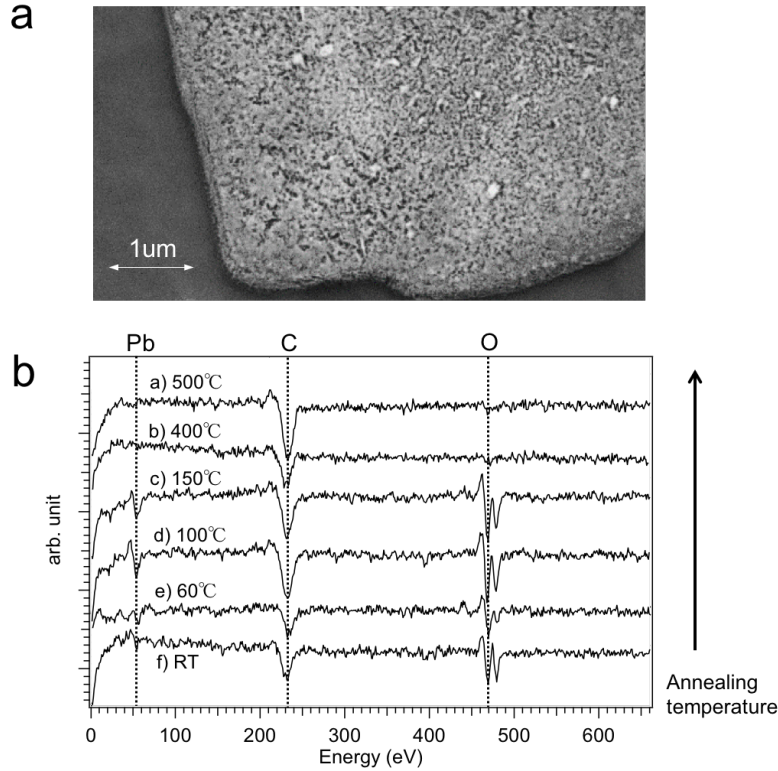 a
1um
b
Pb C O
a) 500℃
b) 400℃
c) 150℃
d) 100℃
e) 60℃
f) RT
arb. unit
Annealing
temperature
0 100 200 300 400 500 600
Energy (eV)